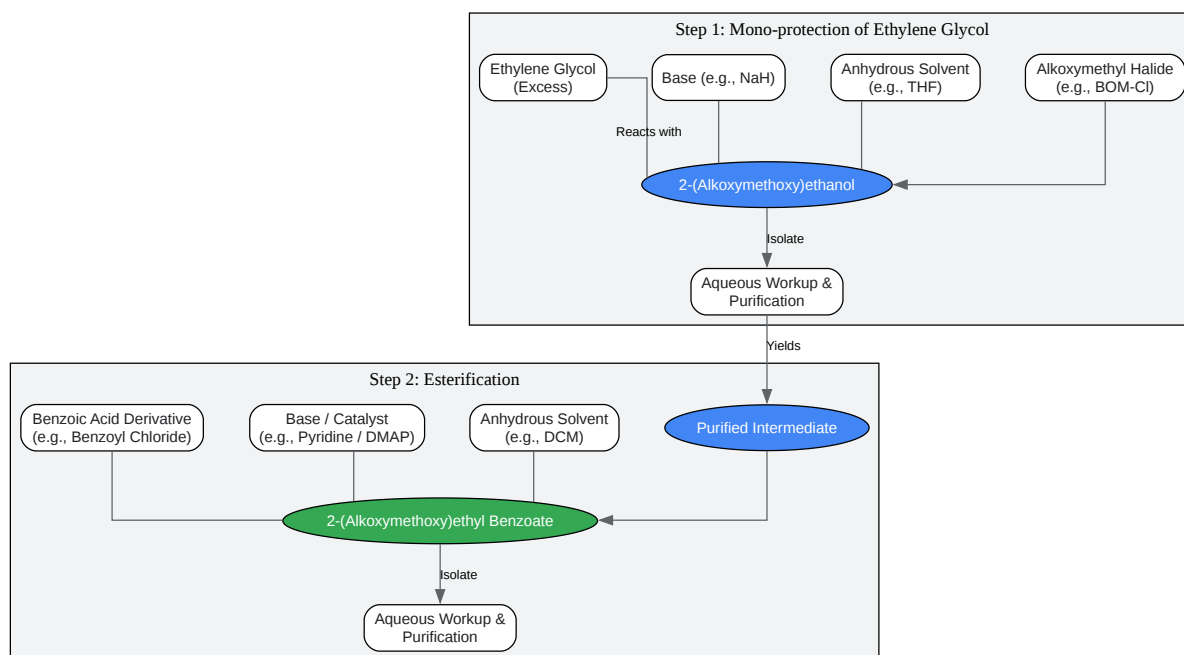 Step 1: Mono-protection of Ethylene Glycol
Ethylene Glycol
(Excess)
Base (e.g., NaH)
Anhydrous Solvent
(e.g., THF)
Alkoxymethyl Halide
(e.g., BOM-Cl)
Reacts with
2-(Alkoxymethoxy)ethanol
Isolate
Aqueous Workup &
Purification
Yields
Step 2: Esterification
Benzoic Acid Derivative
(e.g., Benzoyl Chloride)
Base / Catalyst
(e.g., Pyridine / DMAP)
Anhydrous Solvent
(e.g., DCM)
Purified Intermediate
2-(Alkoxymethoxy)ethyl Benzoate
Isolate
Aqueous Workup &
Purification